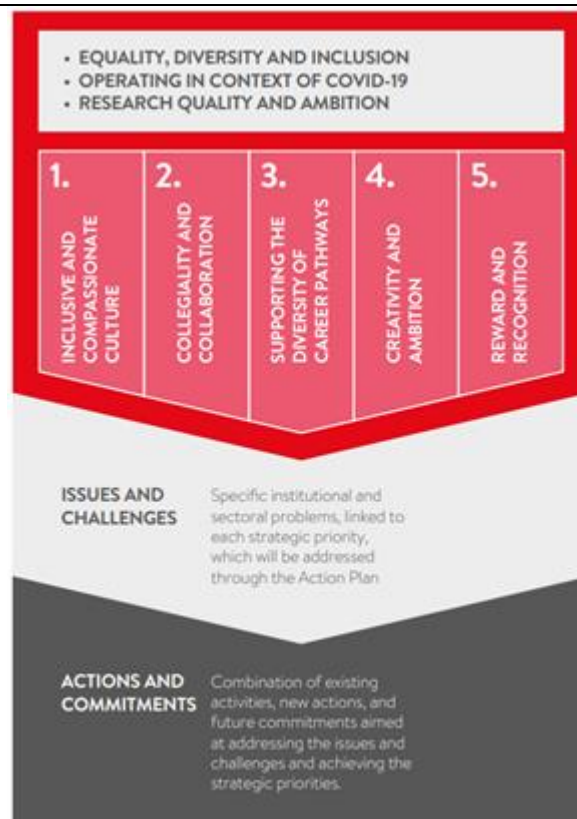 • EQUALITY, DIVERSITY AND INCLUSION
• OPERATING IN CONTEXT OF COVID-19
• RESEARCH QUALITY AND AMBITION
1.
INCLUSIVE AND
COMPASSIONATE
CULTURE
2.
COLLEGIALITY AND
COLLABORATION
3.
SUPPORTING THE
DIVERSITY OF
CAREER PATHWAYS
4.
CREATIVITY AND
AMBITION
5.
REWARD AND
RECOGNITION
ISSUES AND
CHALLENGES
Specific institutional and
sectoral problems, linked to
each strategic priority,
which will be addressed
through the Action Plan
ACTIONS AND
COMMITMENTS
Combination of existing
activities, new actions, and
future commitments aimed
at addressing the issues and
challenges and achieving the
strategic priorities.